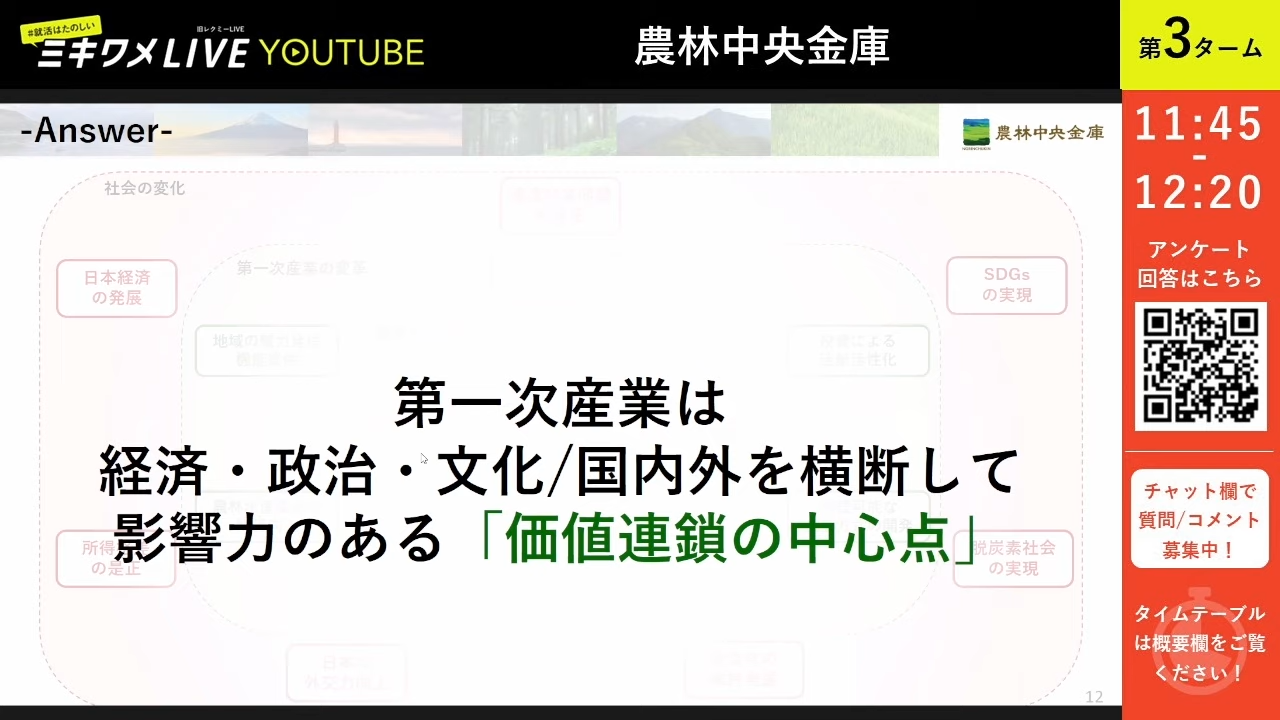 #就活はたのしい
旧レクミーLIVE
ミキワメLIVE YOUTUBE
農林中央金庫
第3ターム
-Answer-
農林中央金庫
社会の変化
第一次産業の変革
日本経済
の発展
SDGs
の実現
第一次産業は
経済・政治・文化/国内外を横断して
影響力のある「価値連鎖の中心点」
の是正
脱炭素社会
の実現
12
11:45
-
12:20
アンケート
回答はこちら
チャット欄で
質問/コメント
募集中！
タイムテーブル
は概要欄をご覧
ください！